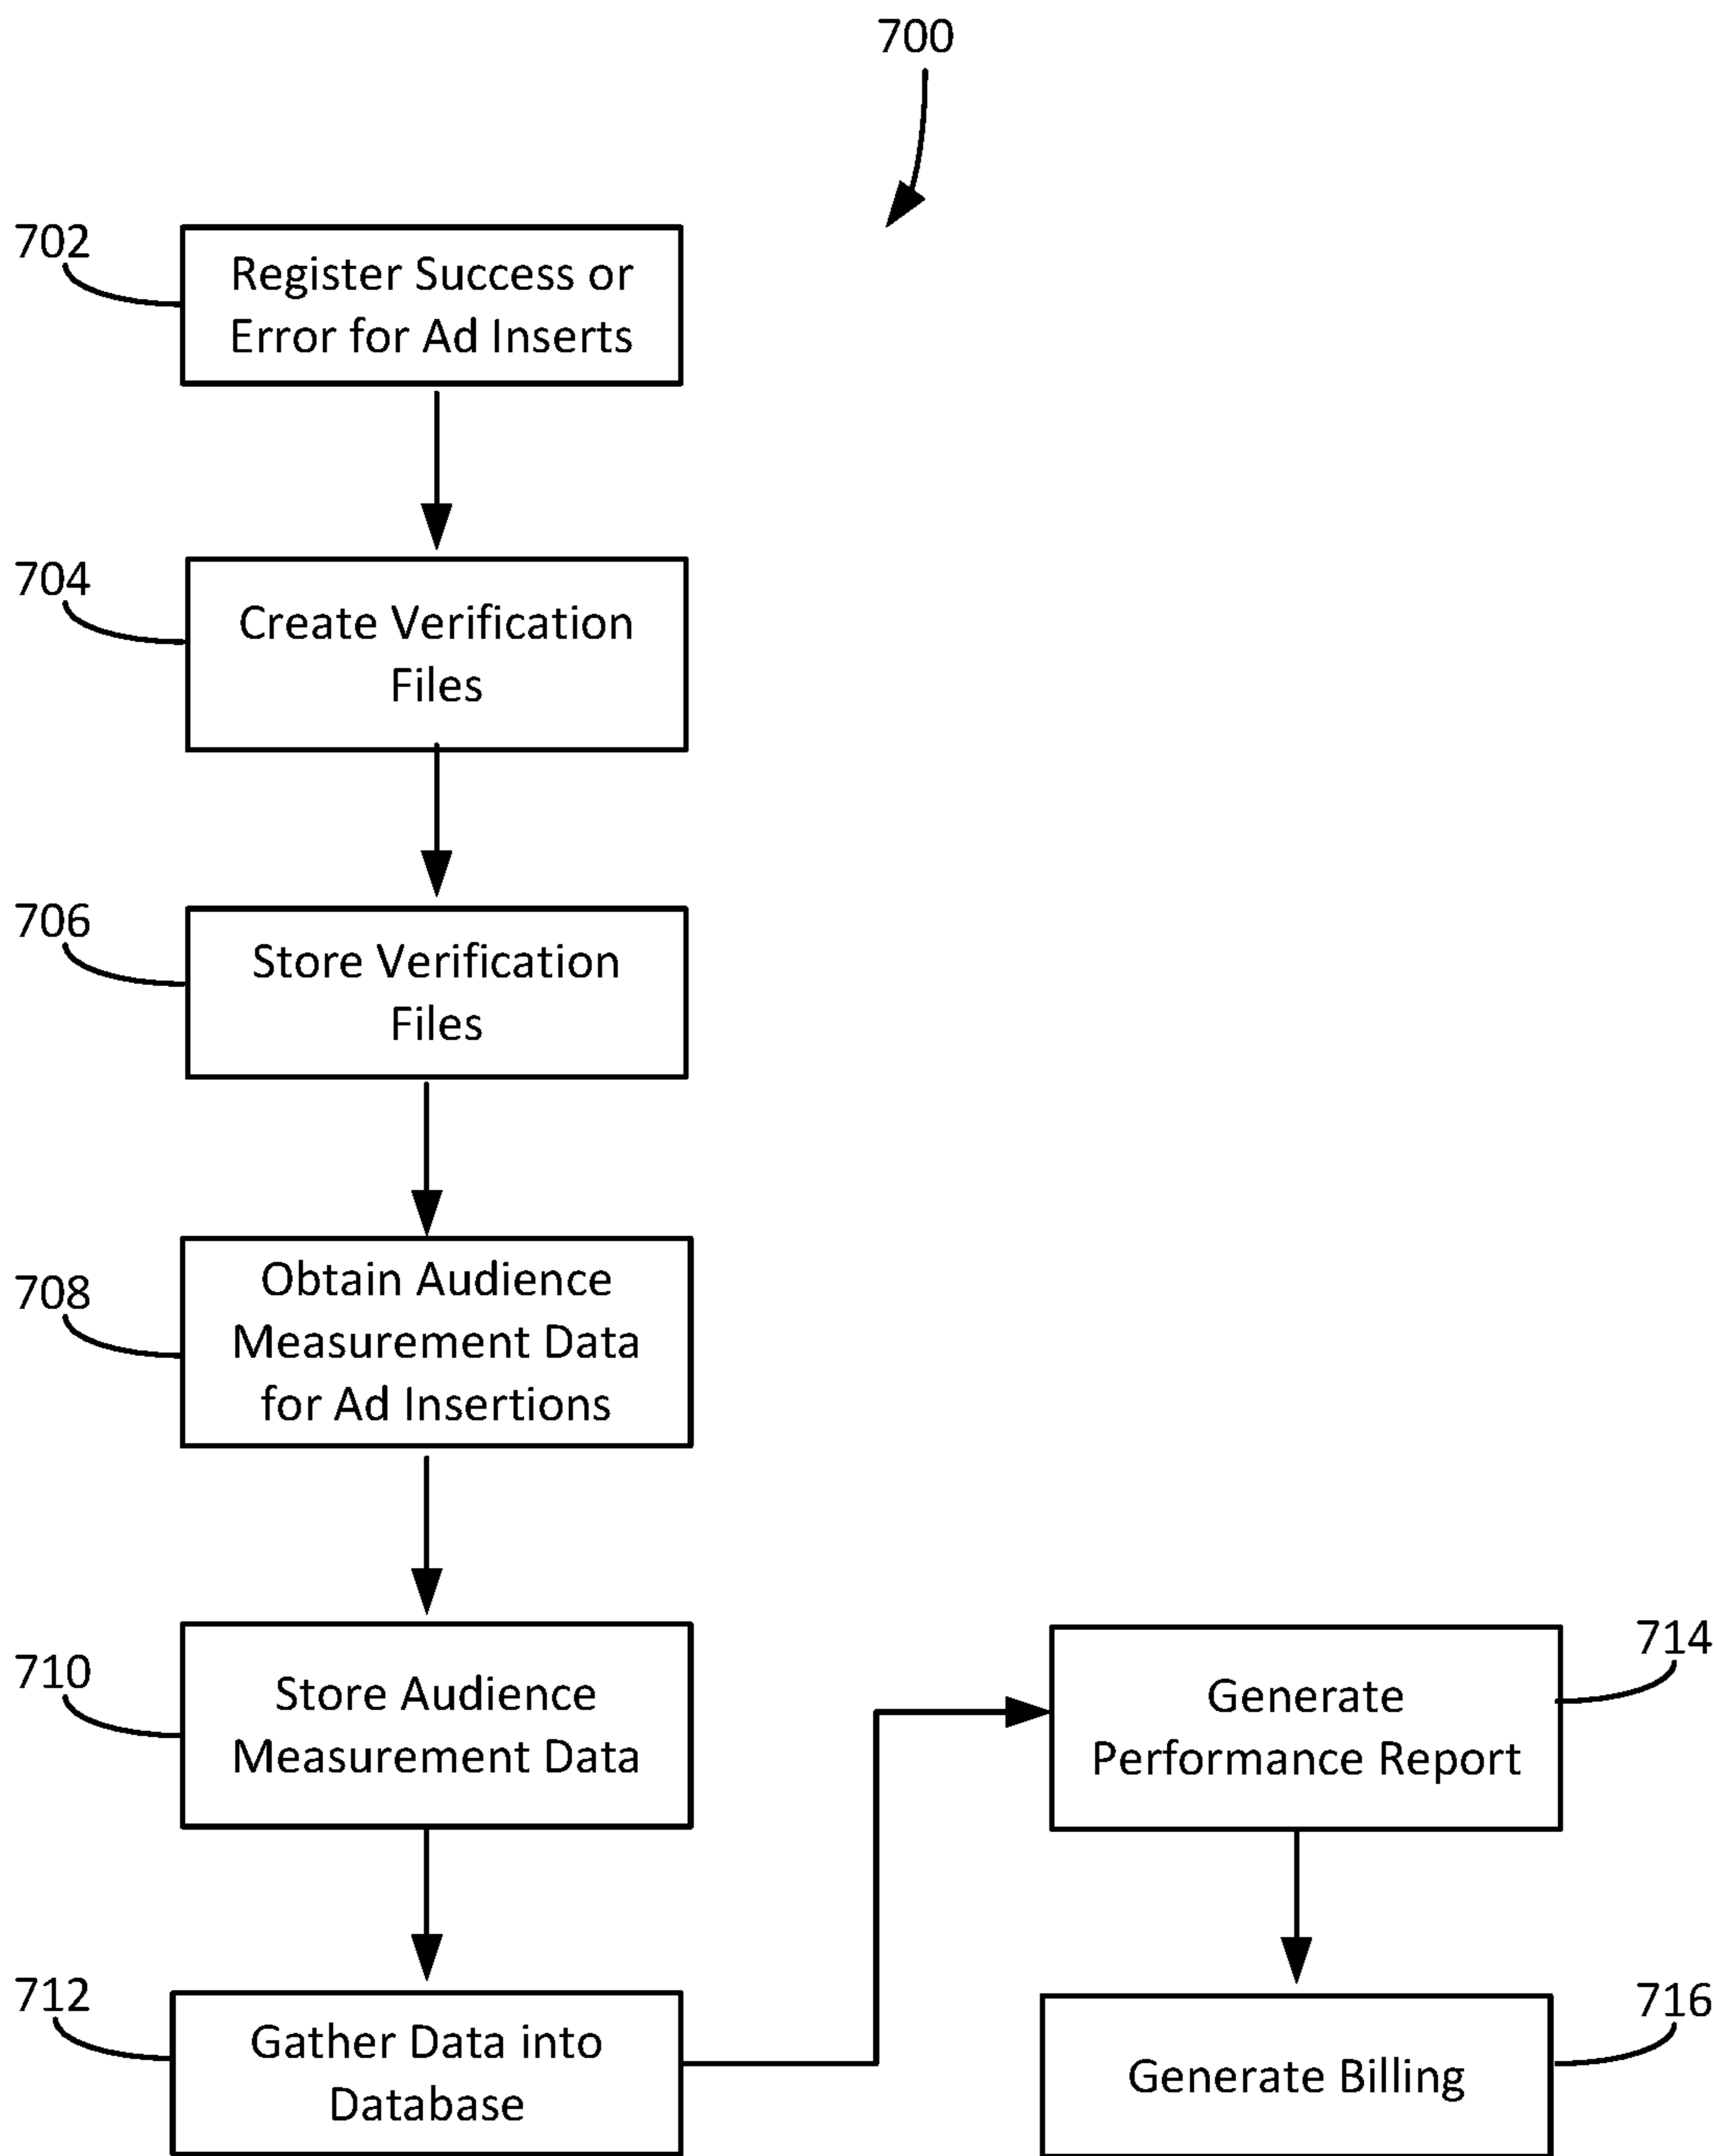 700
702
Register Success or
Error for Ad Inserts
704
Create Verification
Files
706
Store Verification
Files
708
Obtain Audience
Measurement Data
for Ad Insertions
710
Store Audience
Measurement Data
712
Gather Data into
Database
714
Generate
Performance Report
716
Generate Billing